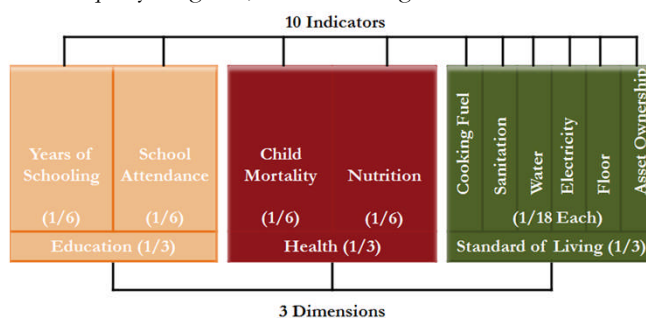 10 Indicators
Years of
Schooling
(1/6)
School
Attendance
(1/6)
Education (1/3)
Child
Mortality
(1/6)
Nutrition
(1/6)
Health (1/3)
Cooking Fuel
Sanitation
Water
Electricity
Floor
Asset Ownership
(1/18 Each)
Standard of Living (1/3)
3 Dimensions